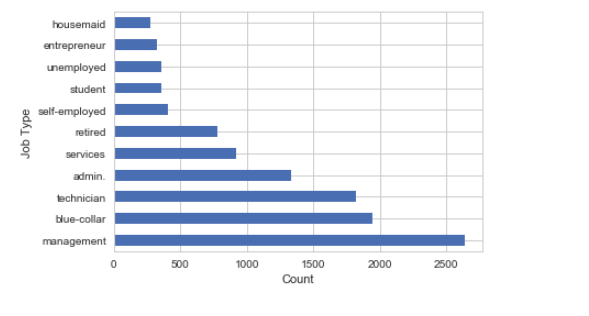 housemaid
entrepreneur
unemployed
student
self-employed
retired
services
admin.
technician
blue-collar
management
Job Type
0 500 1000 1500 2000 2500
Count